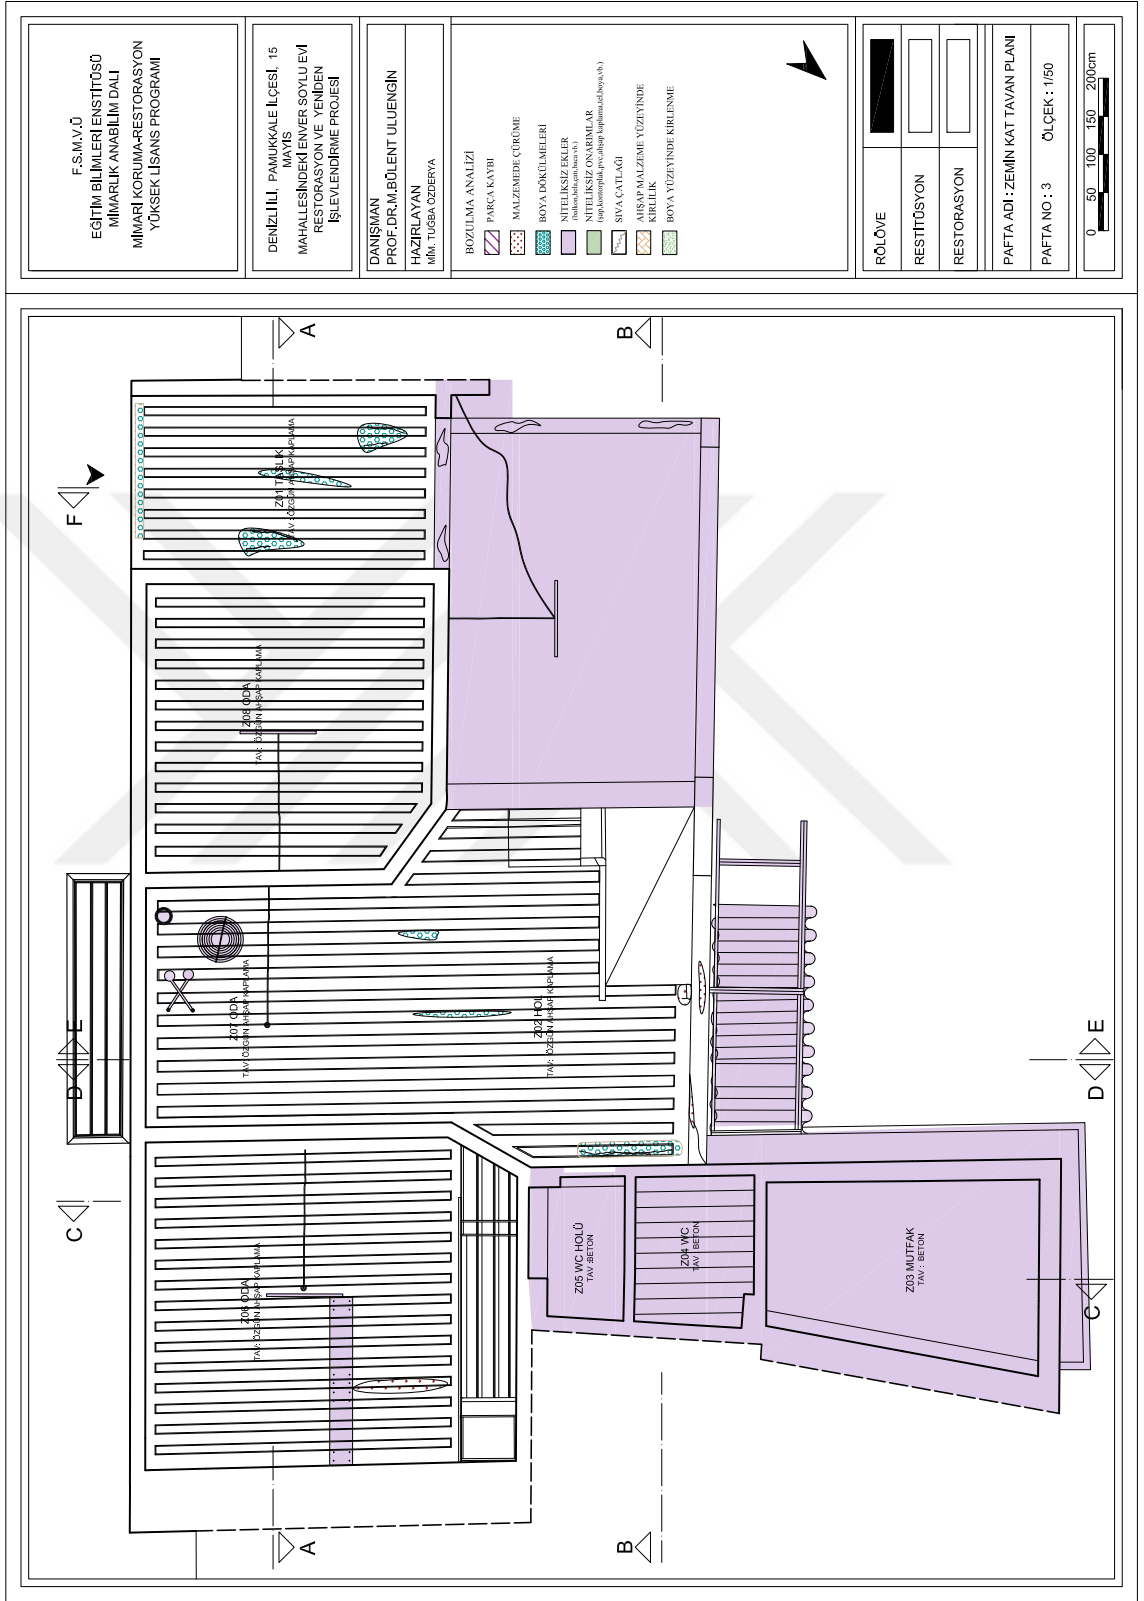 F.S.M.V.Ü
EĞİTİM BİLİMLERİ ENSTİTÜSÜ
MİMARLIK ANABİLİM DALI
MİMARİ KORUMA-RESTORASYON
YÜKSEK LİSANS PROGRAMI
DENİZLİ İLİ, PAMUKKALE İLÇESİ, 15
MAYIS
MAHALLESİNDEKİ ENVER SOYLU EVİ
RESTORASYON VE YENİDEN
İŞLEVLENDİRME PROJESİ
DANIŞMAN
PROF.DR.M.BÜLENT ULUENGİN
HAZIRLAYAN
MİM. TUĞBA ÖZDERYA
BOZULMA ANALİZİ
PARÇA KAYBI
MALZEMEDE ÇÜRÜME
BOYA DÖKÜLMELERİ
NİTELİKSİZ EKLER
NİTELİKSİZ ONARIMLAR
SIVA ÇATLAĞI
AHŞAP MALZEME YÜZEYİNDE
KİRLİLİK
BOYA YÜZEYİNDE KİRLENME
RÖLÖVE
RESTİTÜSYON
RESTORASYON
PAFTA ADI : ZEMİN KAT TAVAN PLANI
PAFTA NO : 3 ÖLÇEK : 1/50
0 50 100 150 200cm
A
B
F
Z01 TAŞLIK
TAV : ÖZGÜN AHŞAP KAPLAMA
Z08 ODA
TAV: ÖZGÜN AHŞAP KAPLAMA
Z07 ODA
TAV: ÖZGÜN AHŞAP KAPLAMA
Z02 HOL
TAV: ÖZGÜN AHŞAP KAPLAMA
D E
D E
C
Z06 ODA
TAV: ÖZGÜN AHŞAP KAPLAMA
Z05 WC HOLÜ
TAV :BETON
Z04 WC
TAV : BETON
Z03 MUTFAK
TAV : BETON
C
A
B